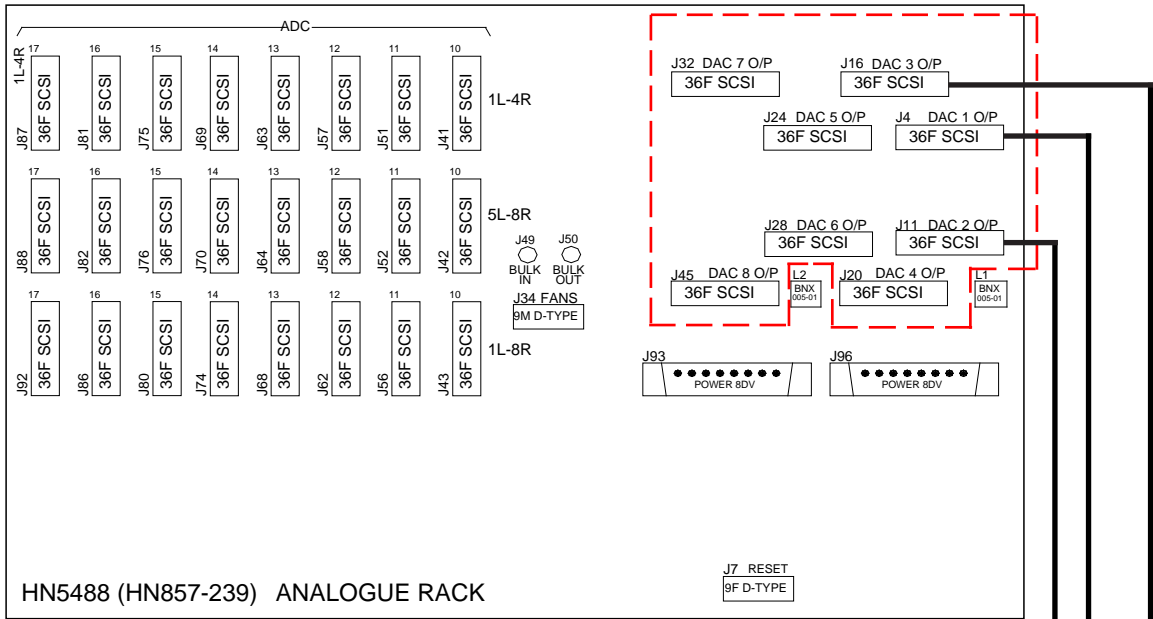 ADC
1L-4R
17 16 15 14 13 12 11 10
J87 36F SCSI J81 36F SCSI J75 36F SCSI J69 36F SCSI J63 36F SCSI J57 36F SCSI J51 36F SCSI J41 36F SCSI 1L-4R
17 16 15 14 13 12 11 10
J88 36F SCSI J82 36F SCSI J76 36F SCSI J70 36F SCSI J64 36F SCSI J58 36F SCSI J52 36F SCSI J42 36F SCSI 5L-8R
17 16 15 14 13 12 11 10
J92 36F SCSI J86 36F SCSI J80 36F SCSI J74 36F SCSI J68 36F SCSI J62 36F SCSI J56 36F SCSI J43 36F SCSI 1L-8R
J49 J50
BULK BULK
IN OUT
J34 FANS
9M D-TYPE
J32 DAC 7 O/P J16 DAC 3 O/P
36F SCSI 36F SCSI
J24 DAC 5 O/P J4 DAC 1 O/P
36F SCSI 36F SCSI
J28 DAC 6 O/P J11 DAC 2 O/P
36F SCSI 36F SCSI
J45 DAC 8 O/P L2 J20 DAC 4 O/P L1
36F SCSI BNX 36F SCSI BNX
005-01 005-01
J93 J96
POWER 8DV POWER 8DV
J7 RESET
9F D-TYPE
HN5488 (HN857-239) ANALOGUE RACK